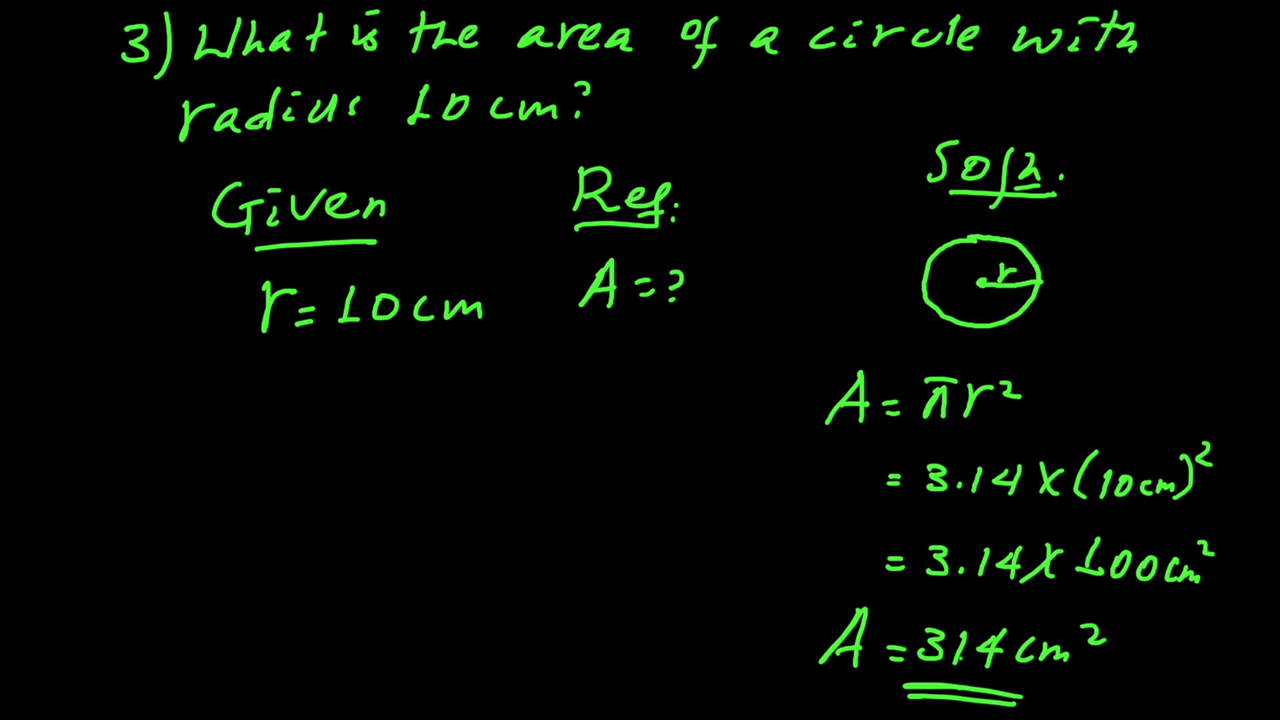 3) What is the area of a circle with
radius 10 cm?
Given
r = 10 cm
Req:
A = ?
Soln.
r
A = πr²
= 3.14 X (10 cm)²
= 3.14 X 100 cm²
A = 314 cm²